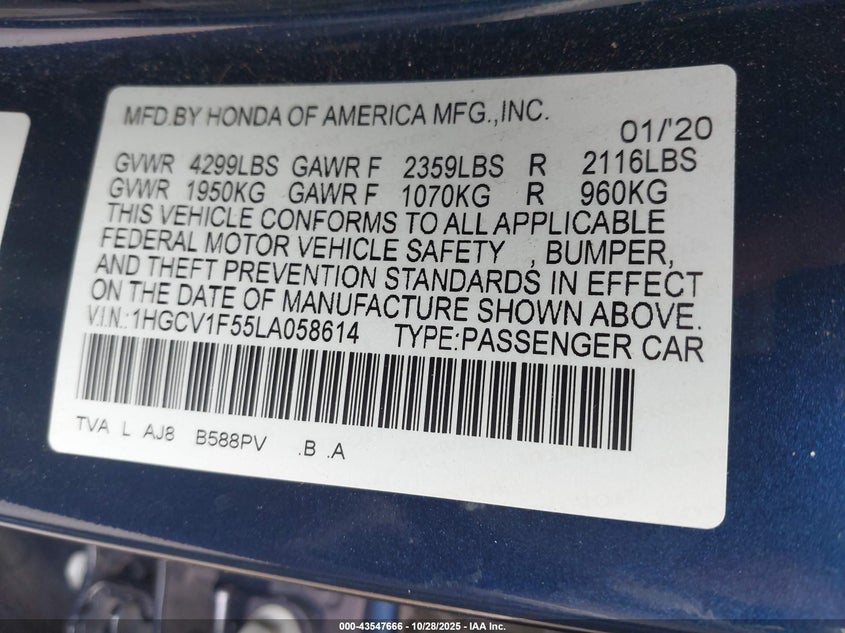 MFD.BY HONDA OF AMERICA MFG.,INC.
01/'20
GVWR 4299LBS GAWR F 2359LBS R 2116LBS
GVWR 1950KG GAWR F 1070KG R 960KG
THIS VEHICLE CONFORMS TO ALL APPLICABLE
FEDERAL MOTOR VEHICLE SAFETY , BUMPER,
AND THEFT PREVENTION STANDARDS IN EFFECT
ON THE DATE OF MANUFACTURE SHOWN ABOVE.
V.I.N.:1HGCV1F55LA058614 TYPE:PASSENGER CAR
TVA L AJ8 B588PV .B .A
000-43547666 - 10/28/2025 - IAA Inc.